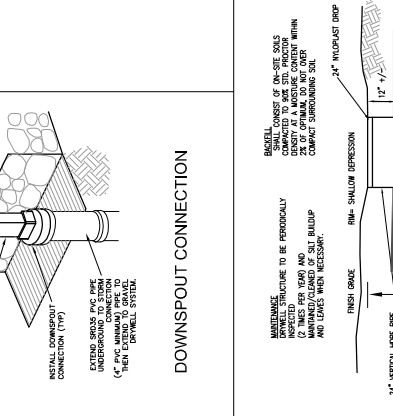 INSTALL DOWNSPOUT
CONNECTION (TYP)
EXTEND SRD35 PVC PIPE
UNDERGROUND TO STORM
CONNECTION
(4" PVC MINIMUM) PIPE TO
THEN EXTEND TO GRAVEL
DRYWELL SYSTEM.
DOWNSPOUT CONNECTION
MAINTENANCE
DRYWELL STRUCTURE TO BE PERIODICALLY
INSPECTED
(2 TIMES PER YEAR) AND
MAINTAINED/CLEANED OF SILT BUILDUP
AND LEAVES WHEN NECESSARY.
BACKFILL
SHALL CONSIST OF ON-SITE SOILS
COMPACTED TO 90% STD. PROCTOR
DENSITY AT A MOISTURE CONTENT WITHIN
2% OF OPTIMUM, DO NOT OVER
COMPACT SURROUNDING SOIL
FINISH GRADE
RIM= SHALLOW DEPRESSION
24" NYLOPLAST DROP
12" +/-
24" VERTICAL HDPE PIPE